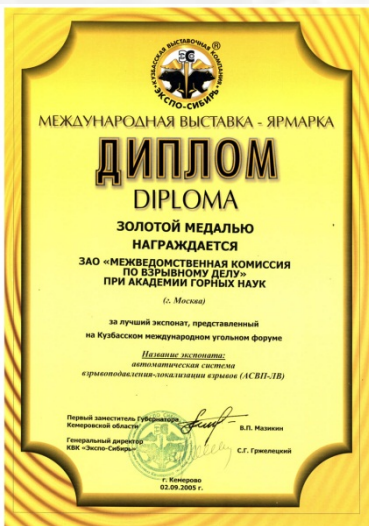 КУЗБАССКАЯ ВЫСТАВОЧНАЯ КОМПАНИЯ
®
"ЭКСПО-СИБИРЬ"
МЕЖДУНАРОДНАЯ ВЫСТАВКА - ЯРМАРКА
ДИПЛОМ
DIPLOMA
ЗОЛОТОЙ МЕДАЛЬЮ
НАГРАЖДАЕТСЯ
ЗАО «МЕЖВЕДОМСТВЕННАЯ КОМИССИЯ
ПО ВЗРЫВНОМУ ДЕЛУ»
ПРИ АКАДЕМИИ ГОРНЫХ НАУК
(г. Москва)
за лучший экспонат, представленный
на Кузбасском международном угольном форуме
Название экспоната:
автоматическая система
взрывоподавления-локализации взрывов (АСВП-ЛВ)
Первый заместитель Губернатора
Кемеровской области
В.П. Мазикин
Генеральный директор
КВК «Экспо-Сибирь»
С.Г. Гржелецкий
г. Кемерово
02.09.2005 г.